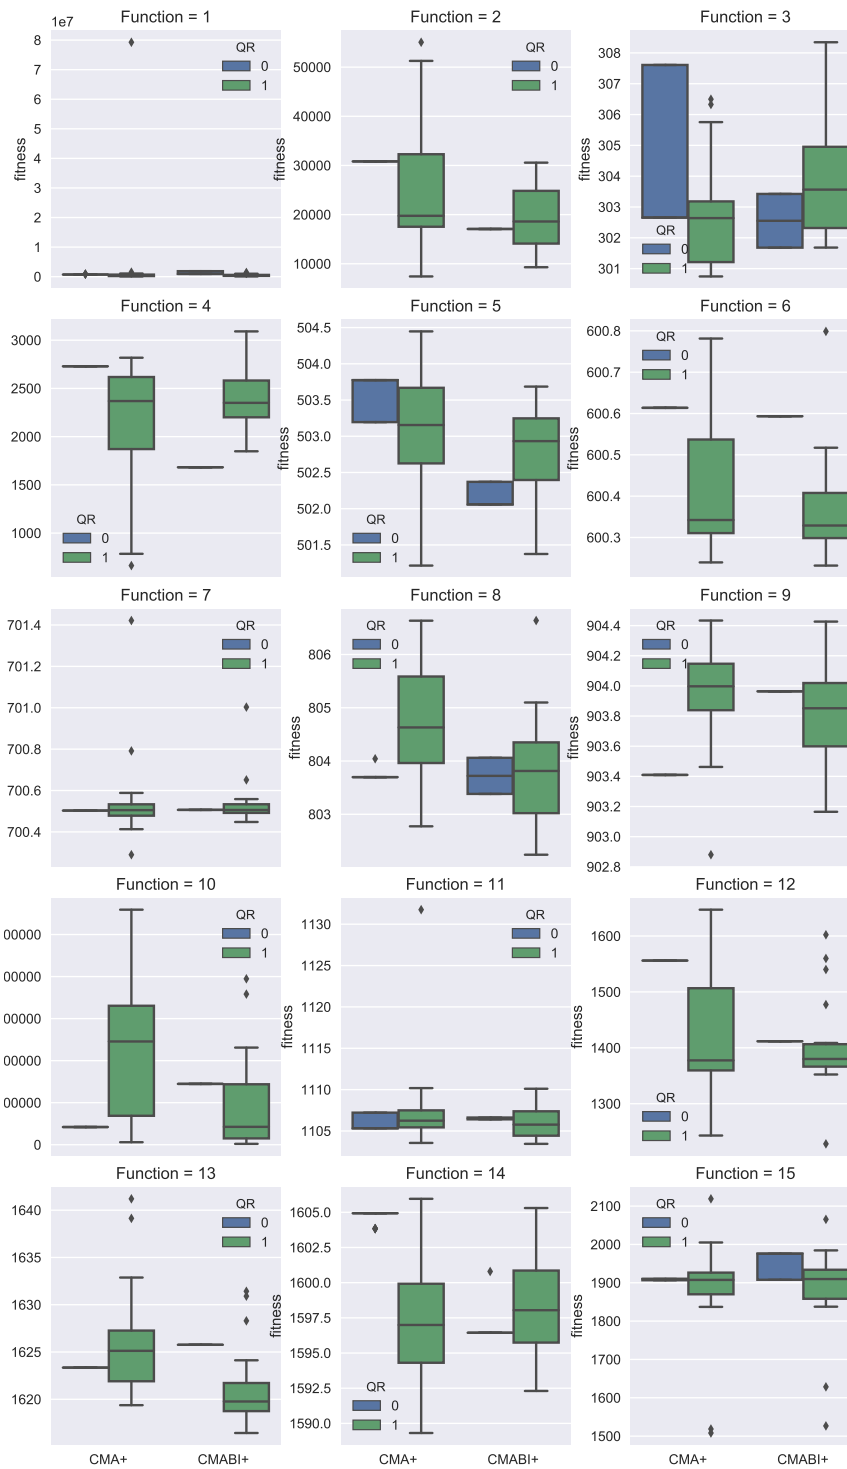 Function = 1
1e7
8
7
6
5
4
3
2
1
0
fitness
QR
0
1
Function = 2
50000
40000
30000
20000
10000
fitness
QR
0
1
Function = 3
308
307
306
305
304
303
302
301
QR
0
1
Function = 4
3000
2500
2000
1500
1000
fitness
QR
0
1
Function = 5
504.5
504.0
503.5
503.0
502.5
502.0
501.5
fitness
QR
0
1
Function = 6
600.8
600.7
600.6
600.5
600.4
600.3
QR
0
1
Function = 7
701.4
701.2
701.0
700.8
700.6
700.4
fitness
QR
0
1
Function = 8
806
805
804
803
fitness
QR
0
1
Function = 9
904.4
904.2
904.0
903.8
903.6
903.4
903.2
903.0
902.8
QR
0
1
Function = 10
00000
00000
00000
00000
00000
0
fitness
QR
0
1
Function = 11
1130
1125
1120
1115
1110
1105
fitness
QR
0
1
Function = 12
1600
1500
1400
1300
QR
0
1
Function = 13
1640
1635
1630
1625
1620
fitness
QR
0
1
CMA+
CMABI+
Function = 14
1605.0
1602.5
1600.0
1597.5
1595.0
1592.5
1590.0
fitness
QR
0
1
CMA+
CMABI+
Function = 15
2100
2000
1900
1800
1700
1600
1500
QR
0
1
CMA+
CMABI+